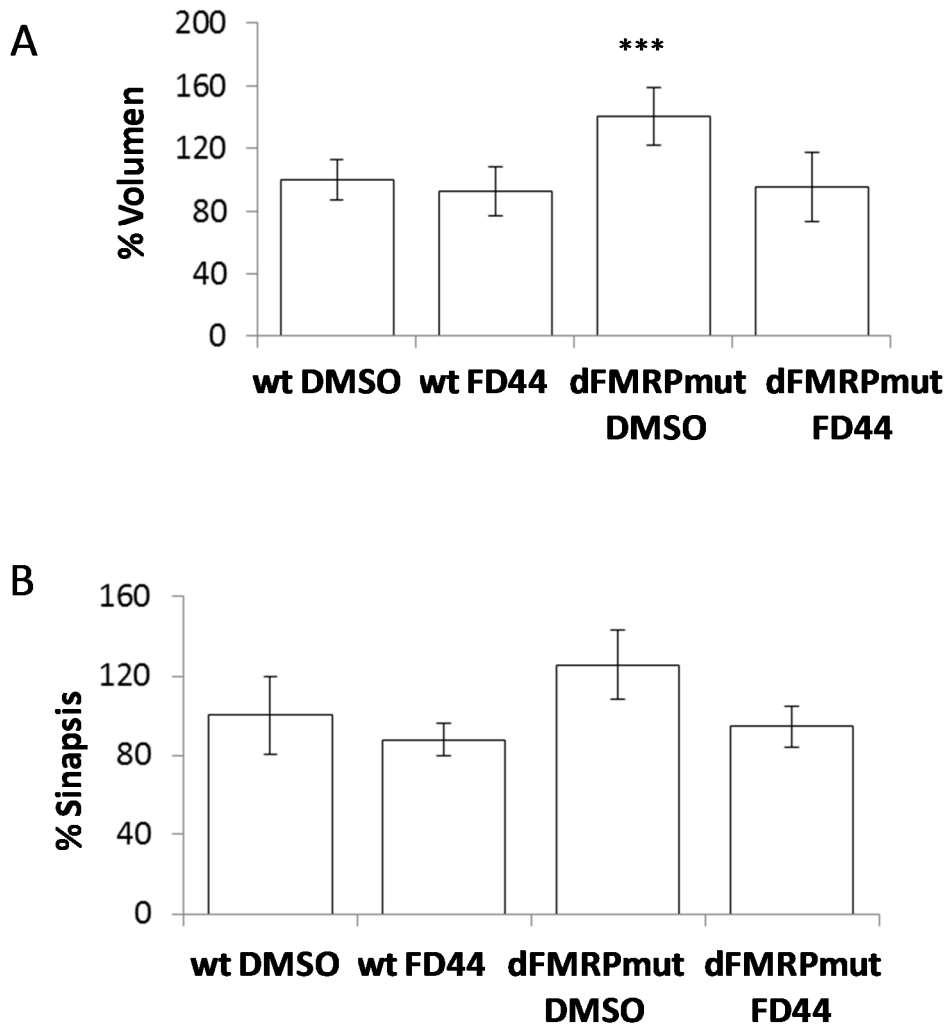 A
% Volumen
200
160
120
80
40
0
***
wt DMSO wt FD44 dFMRPmut dFMRPmut
DMSO FD44
B
% Sinapsis
160
120
80
40
0
wt DMSO wt FD44 dFMRPmut dFMRPmut
DMSO FD44